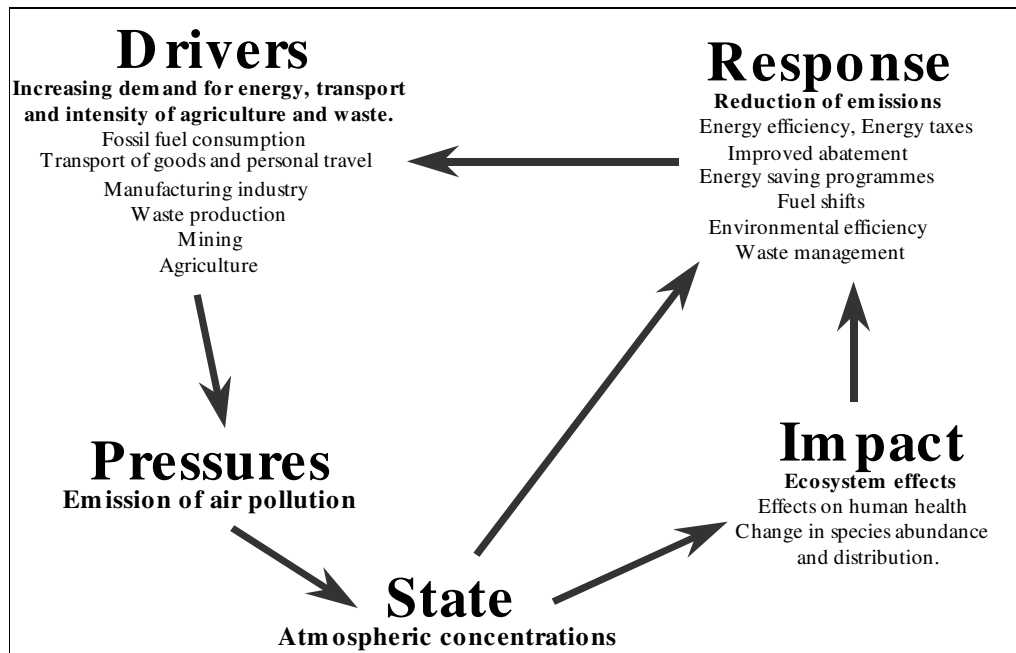 Drivers
Increasing demand for energy, transport
and intensity of agriculture and waste.
Fossil fuel consumption
Transport of goods and personal travel
Manufacturing industry
Waste production
Mining
Agriculture
Response
Reduction of emissions
Energy efficiency, Energy taxes
Improved abatement
Energy saving programmes
Fuel shifts
Environmental efficiency
Waste management
Pressures
Emission of air pollution
Impact
Ecosystem effects
Effects on human health
Change in species abundance
and distribution.
State
Atmospheric concentrations